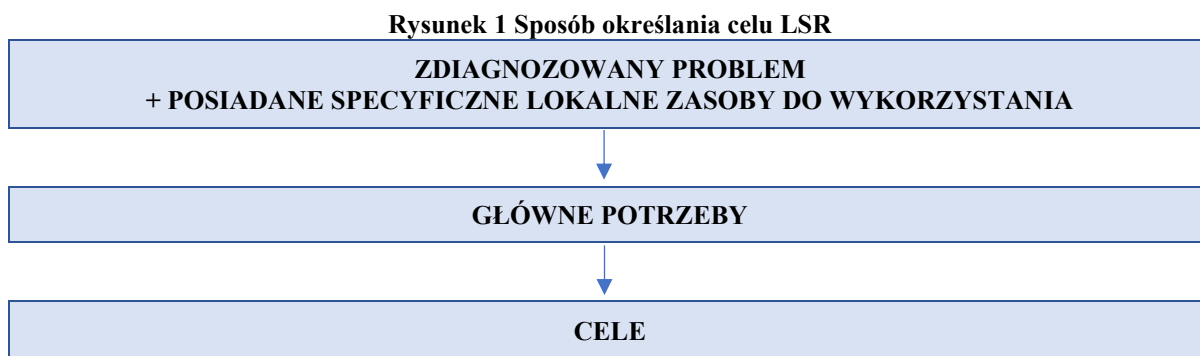 Rysunek 1 Sposób określania celu LSR
ZDIAGNOZOWANY PROBLEM
+ POSIADANE SPECYFICZNE LOKALNE ZASOBY DO WYKORZYSTANIA
GŁÓWNE POTRZEBY
CELE